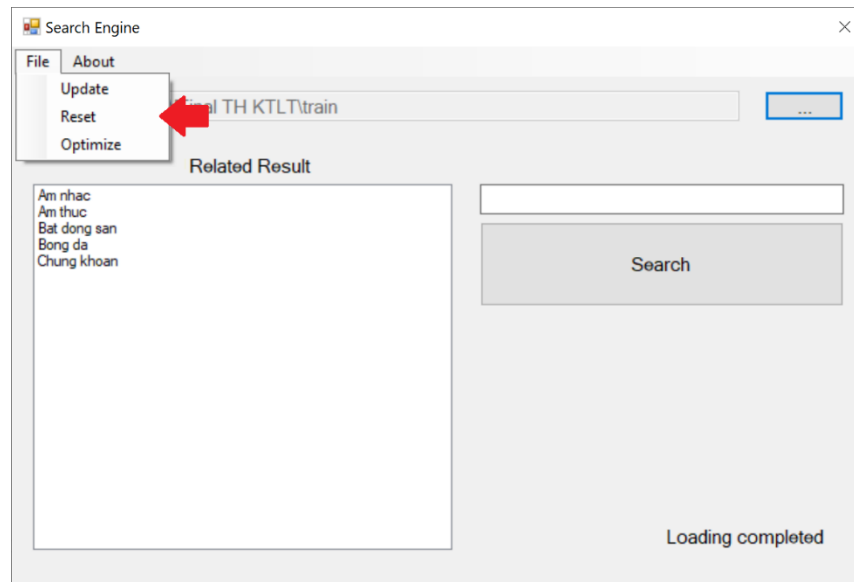 Search Engine
File About
Update
Reset
Optimize
TH KTLT\train
...
Related Result
Am nhac
Am thuc
Bat dong san
Bong da
Chung khoan
Search
Loading completed